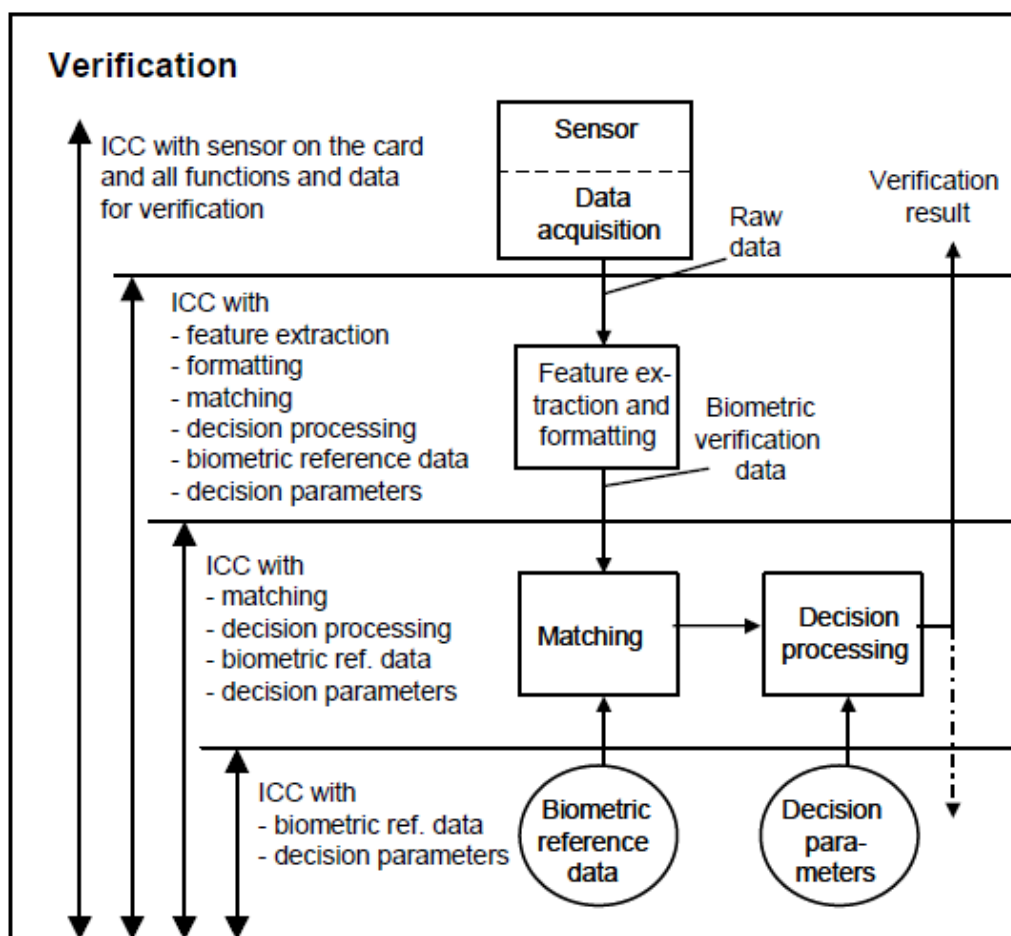 Verification
ICC with sensor on the card
and all functions and data
for verification
Sensor
Data
acquisition
Raw
data
Verification
result
ICC with
- feature extraction
- formatting
- matching
- decision processing
- biometric reference data
- decision parameters
Feature ex-
traction and
formatting
Biometric
verification
data
ICC with
- matching
- decision processing
- biometric ref. data
- decision parameters
Matching
Decision
processing
ICC with
- biometric ref. data
- decision parameters
Biometric
reference
data
Decision
para-
meters